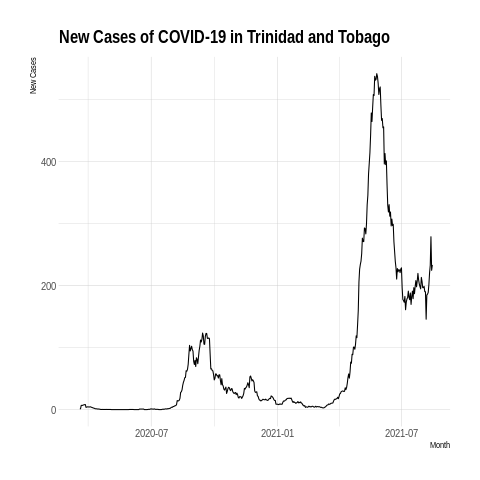 New Cases of COVID-19 in Trinidad and Tobago
New Cases
400
200
0
2020-07 2021-01 2021-07
Month